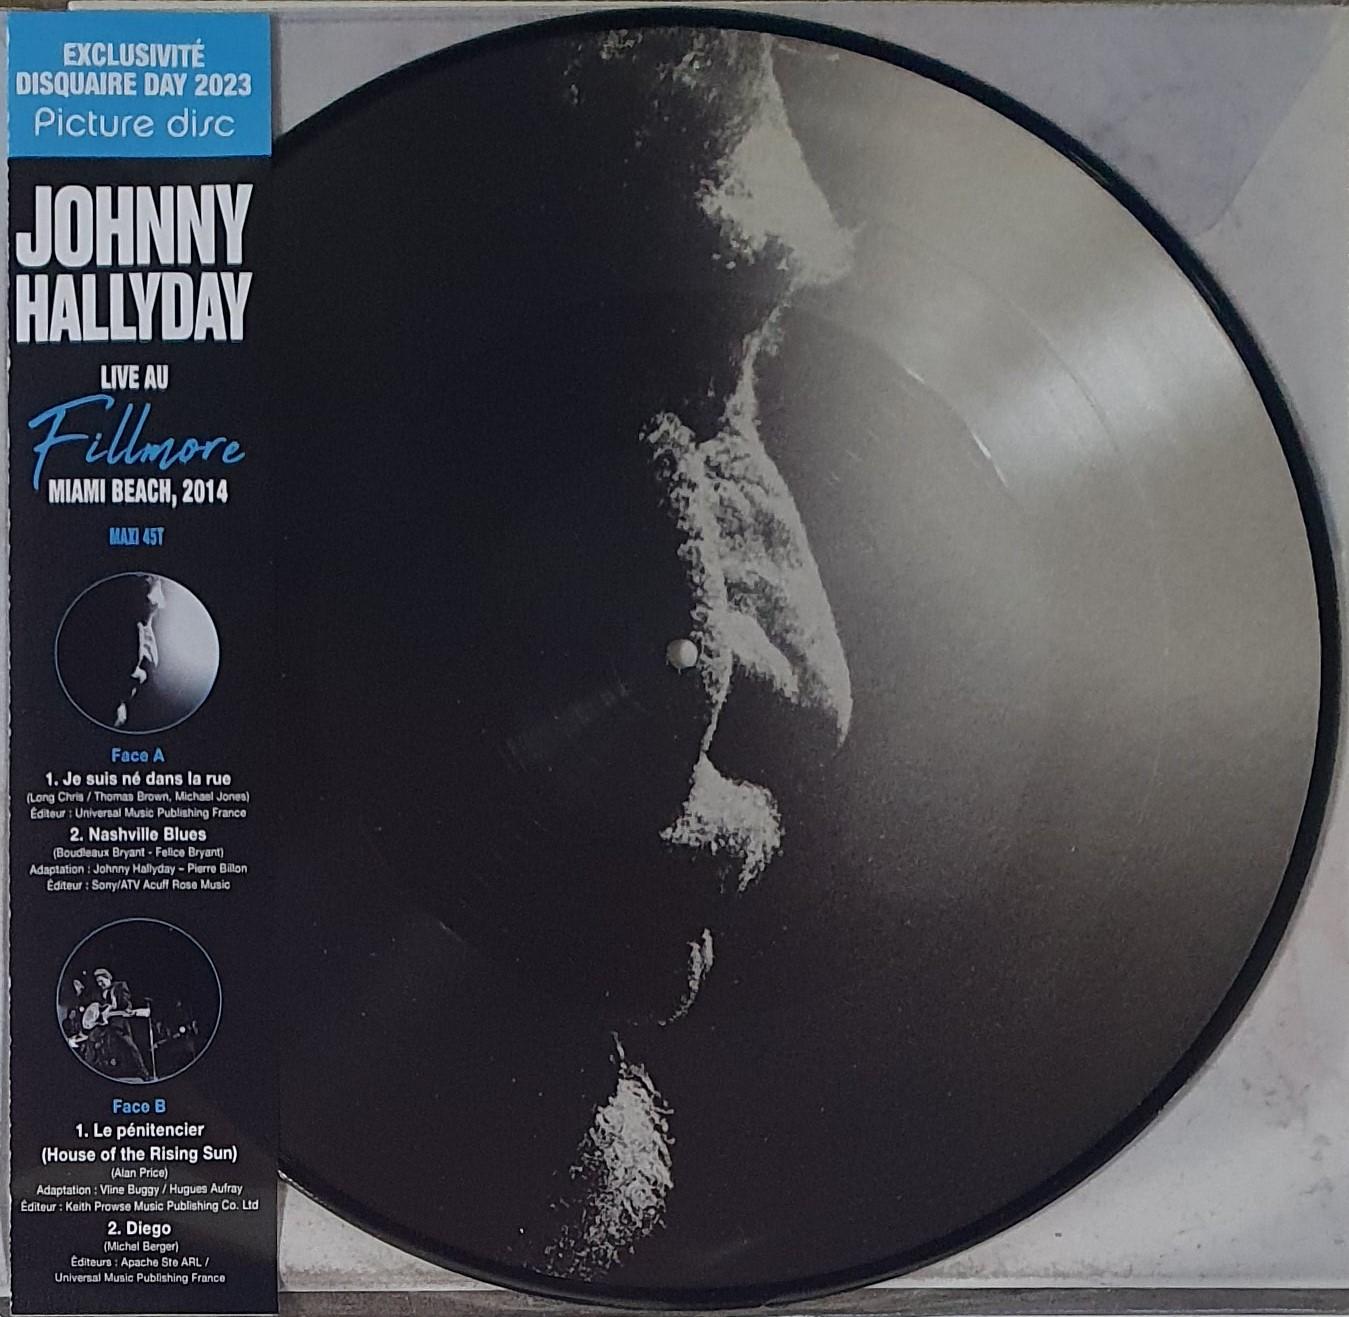 EXCLUSIVITÉ
DISQUAIRE DAY 2023
Picture disc
JOHNNY
HALLYDAY
LIVE AU
Fillmore
MIAMI BEACH, 2014
MAXI 45T
Face A
1. Je suis né dans la rue
(Long Chris / Thomas Brown, Michael Jones)
Éditeur : Universal Music Publishing France
2. Nashville Blues
(Boudleaux Bryant - Felice Bryant)
Adaptation : Johnny Hallyday – Pierre Billon
Éditeur : Sony/ATV Acuff Rose Music
Face B
1. Le pénitencier
(House of the Rising Sun)
(Alan Price)
Adaptation : Vline Buggy / Hugues Aufray
Éditeur : Keith Prowse Music Publishing Co. Ltd
2. Diego
(Michel Berger)
Éditeurs : Apache Ste ARL /
Universal Music Publishing France